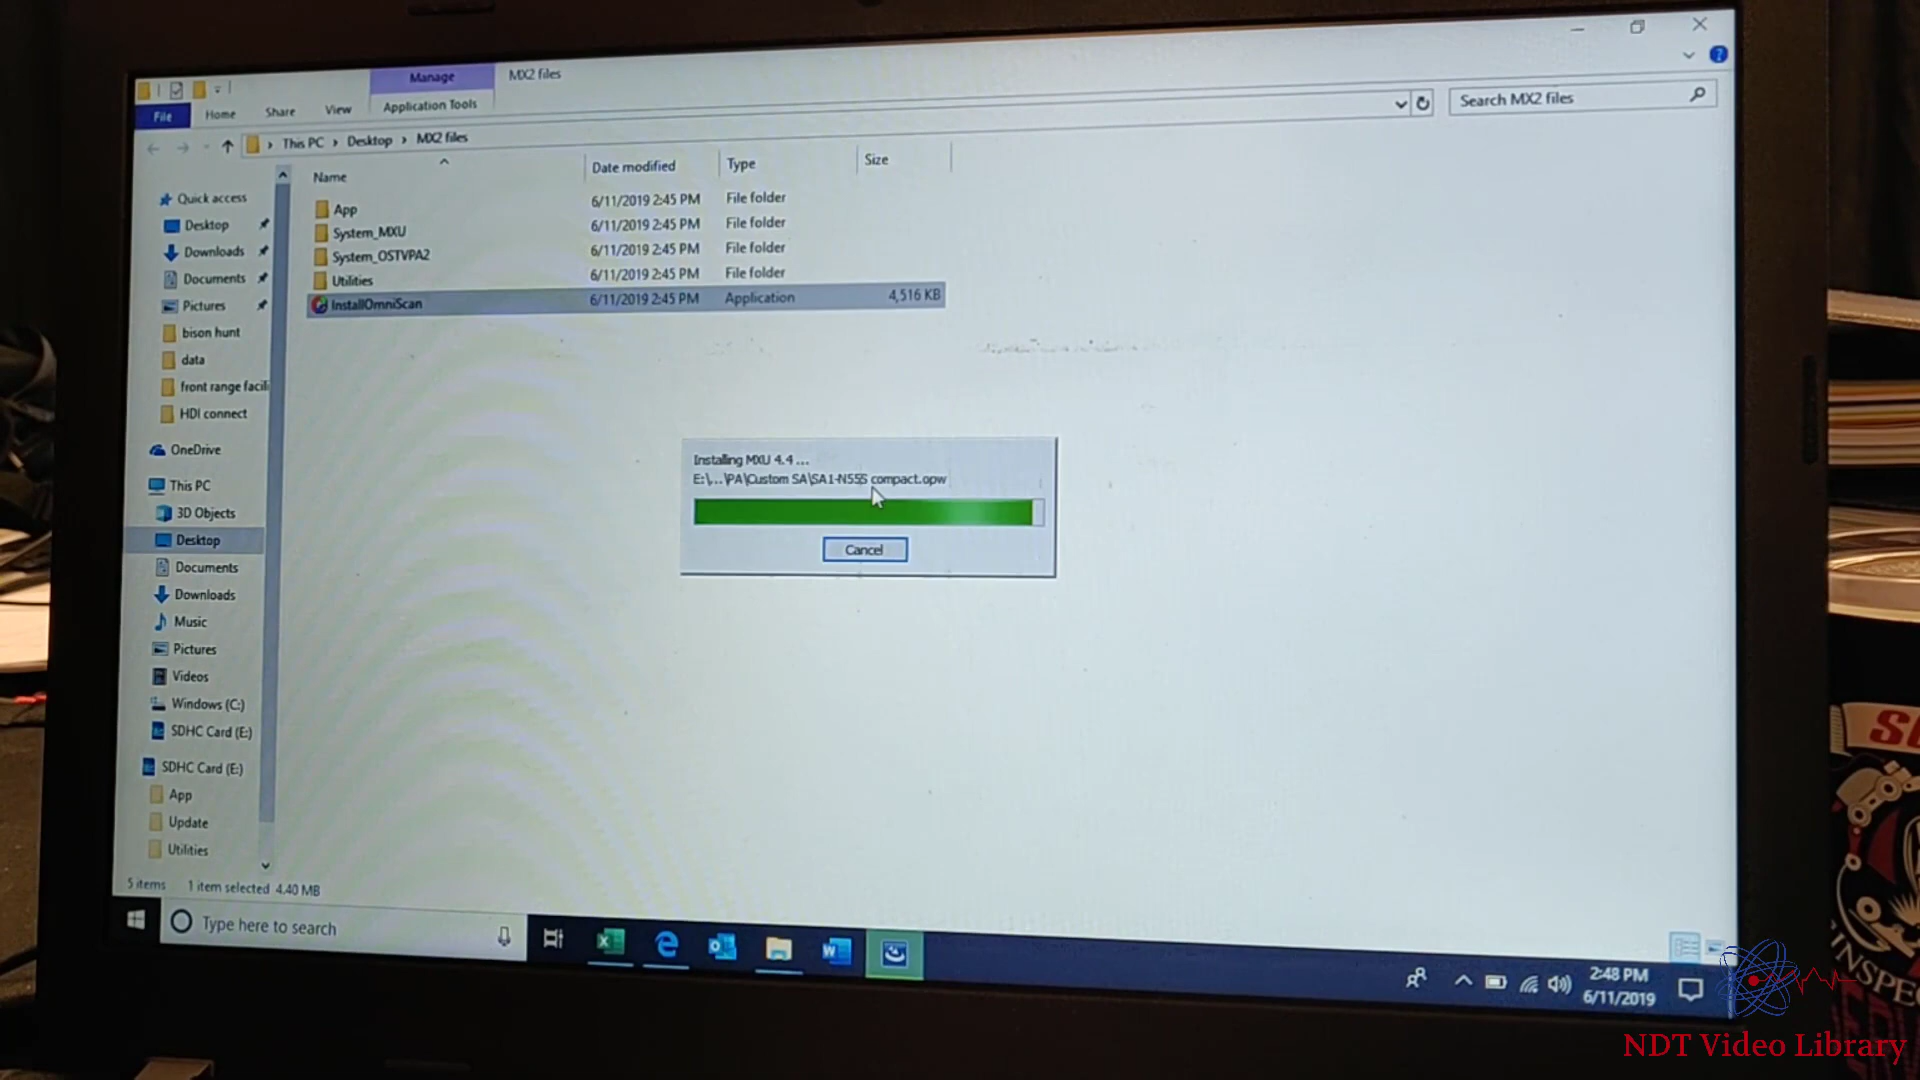 Manage
MX2 files
File
Home
Share
View
Application Tools
This PC
Desktop
MX2 files
Search MX2 files
Name
Date modified
Type
Size
App
6/11/2019 2:45 PM
File folder
System_MXU
6/11/2019 2:45 PM
File folder
System_OSTVPA2
6/11/2019 2:45 PM
File folder
Utilities
6/11/2019 2:45 PM
File folder
InstallOmniScan
6/11/2019 2:45 PM
Application
4,516 KB
Quick access
Desktop
Downloads
Documents
Pictures
bison hunt
data
front range facili
HDI connect
OneDrive
This PC
3D Objects
Desktop
Documents
Downloads
Music
Pictures
Videos
Windows (C:)
SDHC Card (E:)
SDHC Card (E:)
App
Update
Utilities
Installing MXU 4.4 ...
E:\...\PA\Custom SA\SA1-N55S compact.opw
Cancel
5 items
1 item selected 4.40 MB
Type here to search
2:48 PM
6/11/2019
NDT Video Library